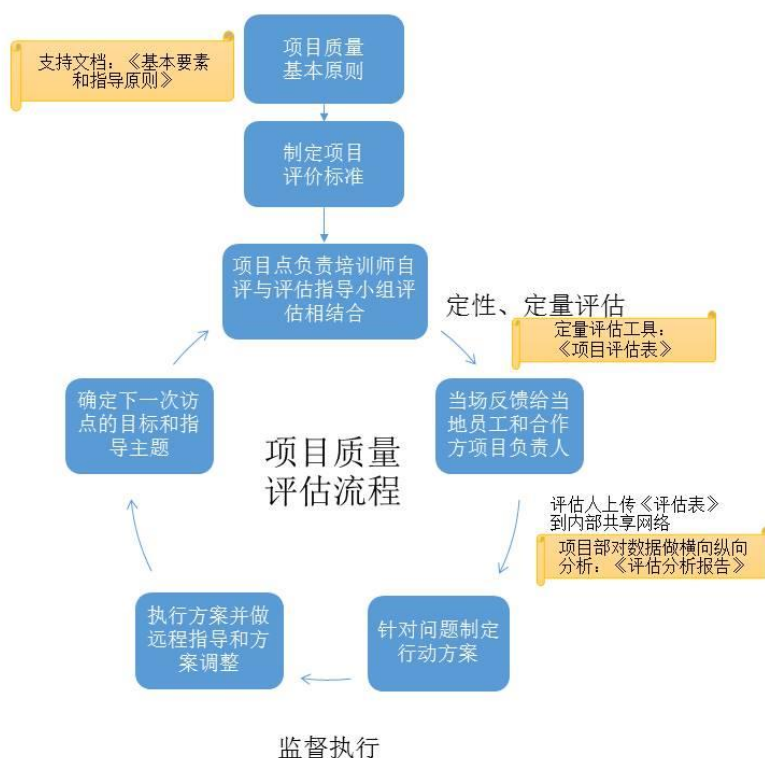 项目质量
基本原则
支持文档：《基本要素
和指导原则》
制定项目
评价标准
项目点负责培训师自
评与评估指导小组评
估相结合
定性、定量评估
定量评估工具：
《项目评估表》
当场反馈给当
地员工和合作
方项目负责人
评估人上传《评估表》
到内部共享网络
项目部对数据做横向纵向
分析：《评估分析报告》
针对问题制定
行动方案
监督执行
执行方案并做
远程指导和方
案调整
确定下一次访
点的目标和指
导主题
项目质量
评估流程